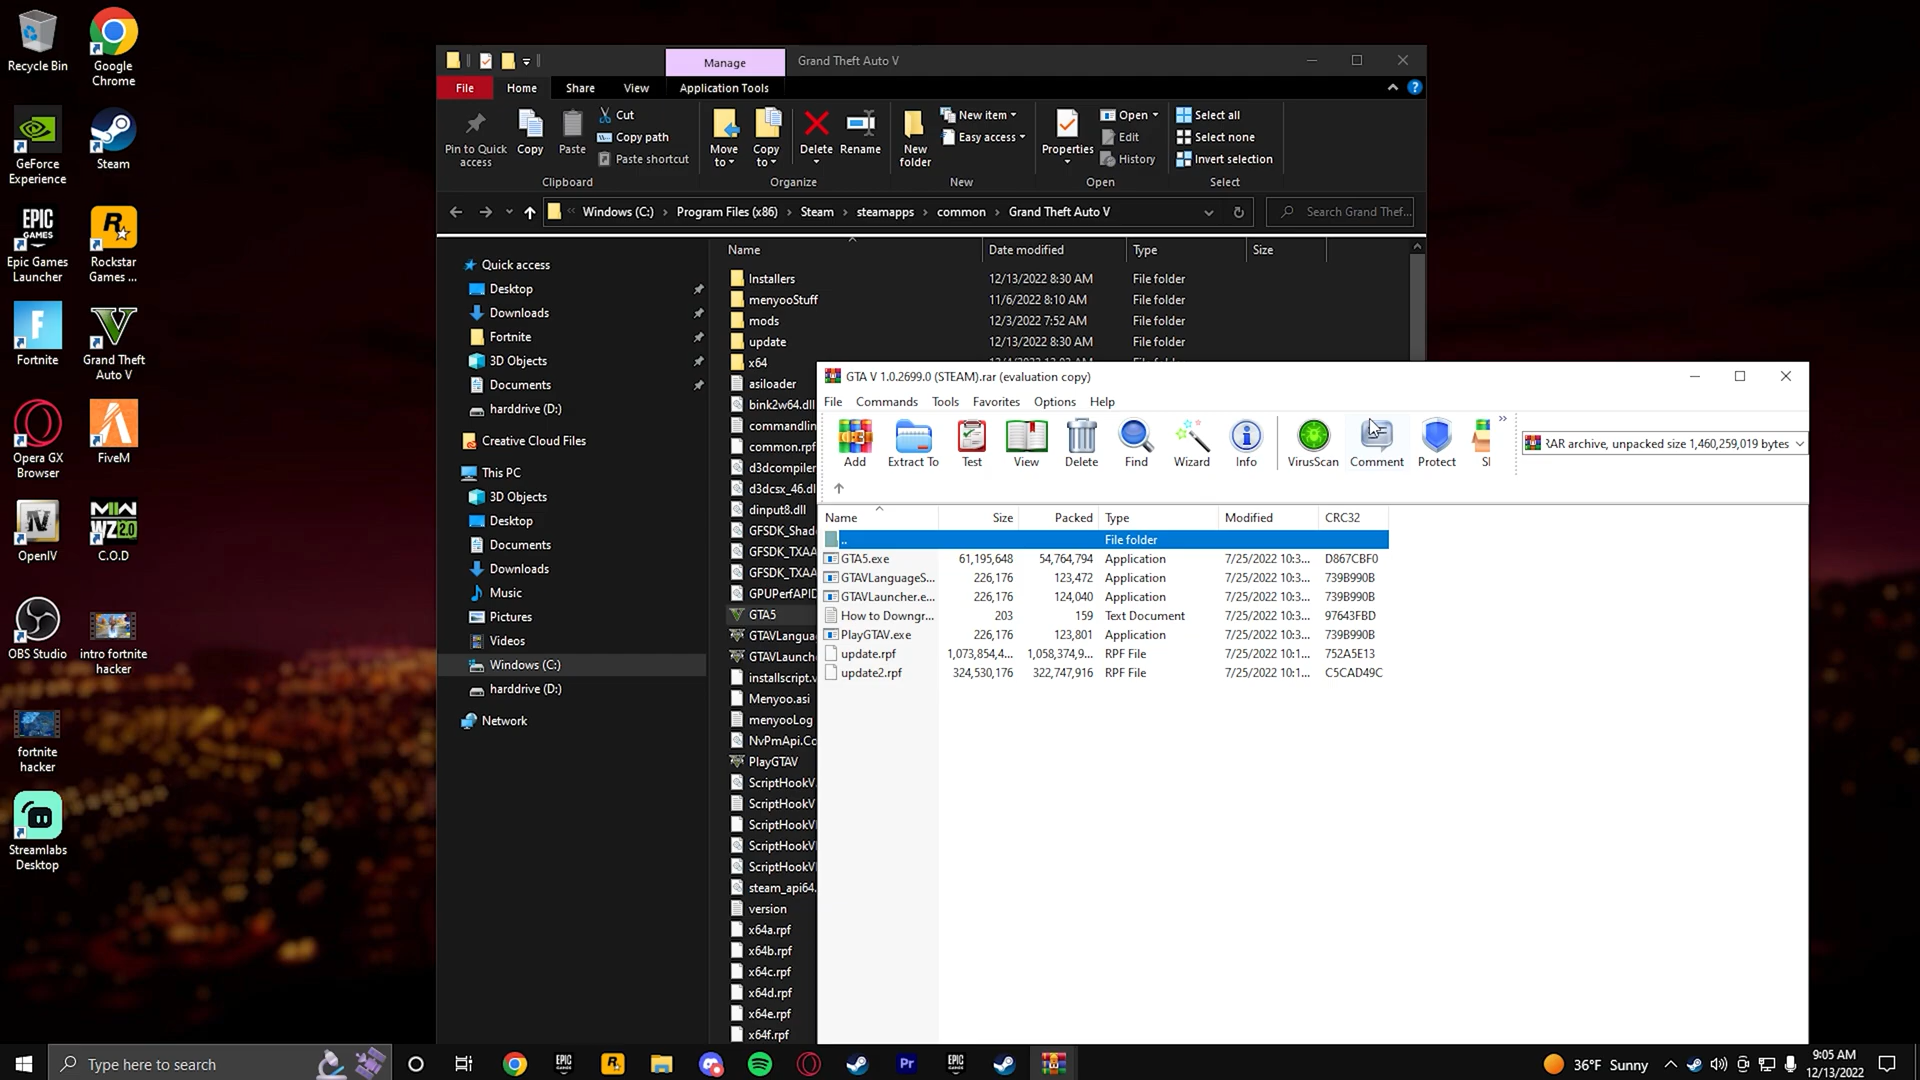 Recycle Bin
Google
Chrome
GeForce
Experience
Steam
EPIC
GAMES
Epic Games
Launcher
Rockstar
Games ...
Fortnite
Grand Theft
Auto V
Opera GX
Browser
FiveM
OpenIV
MW
WZ 2.0
C.O.D
OBS Studio
intro fortnite
hacker
fortnite
hacker
Streamlabs
Desktop
Manage
Grand Theft Auto V
File
Home
Share
View
Application Tools
Pin to Quick
access
Copy
Paste
Cut
Copy path
Paste shortcut
Clipboard
Move
to
Copy
to
Delete
Rename
Organize
New
folder
New item
Easy access
New
Properties
Open
Edit
History
Open
Select all
Select none
Invert selection
Select
« Windows (C:) › Program Files (x86) › Steam › steamapps › common › Grand Theft Auto V
Search Grand Thef...
Quick access
Desktop
Downloads
Fortnite
3D Objects
Documents
harddrive (D:)
Creative Cloud Files
This PC
3D Objects
Desktop
Documents
Downloads
Music
Pictures
Videos
Windows (C:)
harddrive (D:)
Network
Name Date modified Type Size
Installers 12/13/2022 8:30 AM File folder
menyooStuff 11/6/2022 8:10 AM File folder
mods 12/3/2022 7:52 AM File folder
update 12/13/2022 8:30 AM File folder
x64
asiloader
bink2w64.dll
commandlin
common.rpf
d3dcompiler
d3dcsx_46.dl
dinput8.dll
GFSDK_Shad
GFSDK_TXAA
GFSDK_TXAA
GPUPerfAPID
GTA5
GTAVLangua
GTAVLaunch
installscript.v
Menyoo.asi
menyooLog
NvPmApi.Co
PlayGTAV
ScriptHookV
ScriptHookV
ScriptHookV
ScriptHookV
ScriptHookV
steam_api64.
version
x64a.rpf
x64b.rpf
x64c.rpf
x64d.rpf
x64e.rpf
x64f.rpf
GTA V 1.0.2699.0 (STEAM).rar (evaluation copy)
File Commands Tools Favorites Options Help
Add
Extract To
Test
View
Delete
Find
Wizard
Info
VirusScan
Comment
Protect
RAR archive, unpacked size 1,460,259,019 bytes
Name Size Packed Type Modified CRC32
.. File folder
GTA5.exe 61,195,648 54,764,794 Application 7/25/2022 10:3... D867CBF0
GTAVLanguageS... 226,176 123,472 Application 7/25/2022 10:3... 739B990B
GTAVLauncher.e... 226,176 124,040 Application 7/25/2022 10:3... 739B990B
How to Downgr... 203 159 Text Document 7/25/2022 10:3... 97643FBD
PlayGTAV.exe 226,176 123,801 Application 7/25/2022 10:3... 739B990B
update.rpf 1,073,854,4... 1,058,374,9... RPF File 7/25/2022 10:1... 752A5E13
update2.rpf 324,530,176 322,747,916 RPF File 7/25/2022 10:1... C5CAD49C
Type here to search
EPIC
Pr
EPIC
36°F Sunny
9:05 AM
12/13/2022